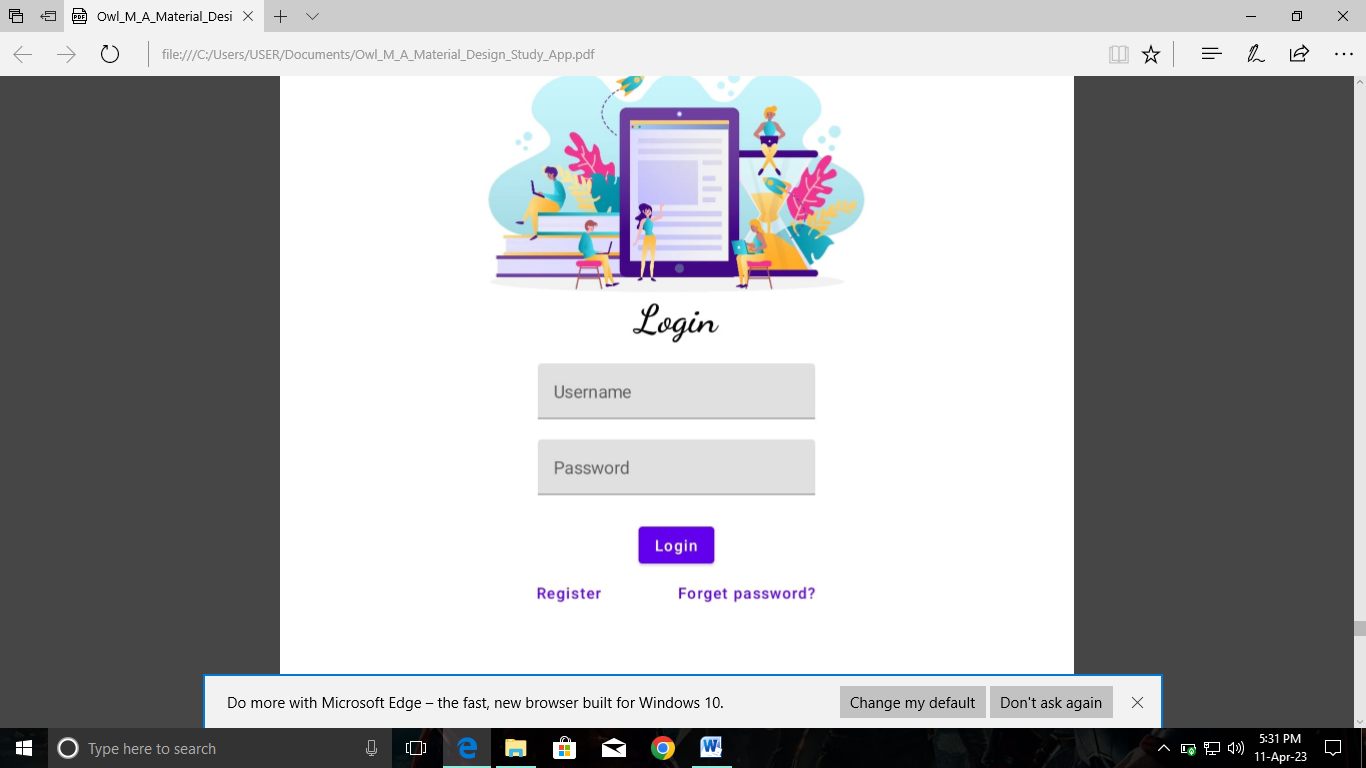 Owl_M_A_Material_Desi
file:///C:/Users/USER/Documents/Owl_M_A_Material_Design_Study_App.pdf
Login
Username
Password
Login
Register Forget password?
Do more with Microsoft Edge – the fast, new browser built for Windows 10. Change my default Don't ask again
Type here to search
5:31 PM
11-Apr-23